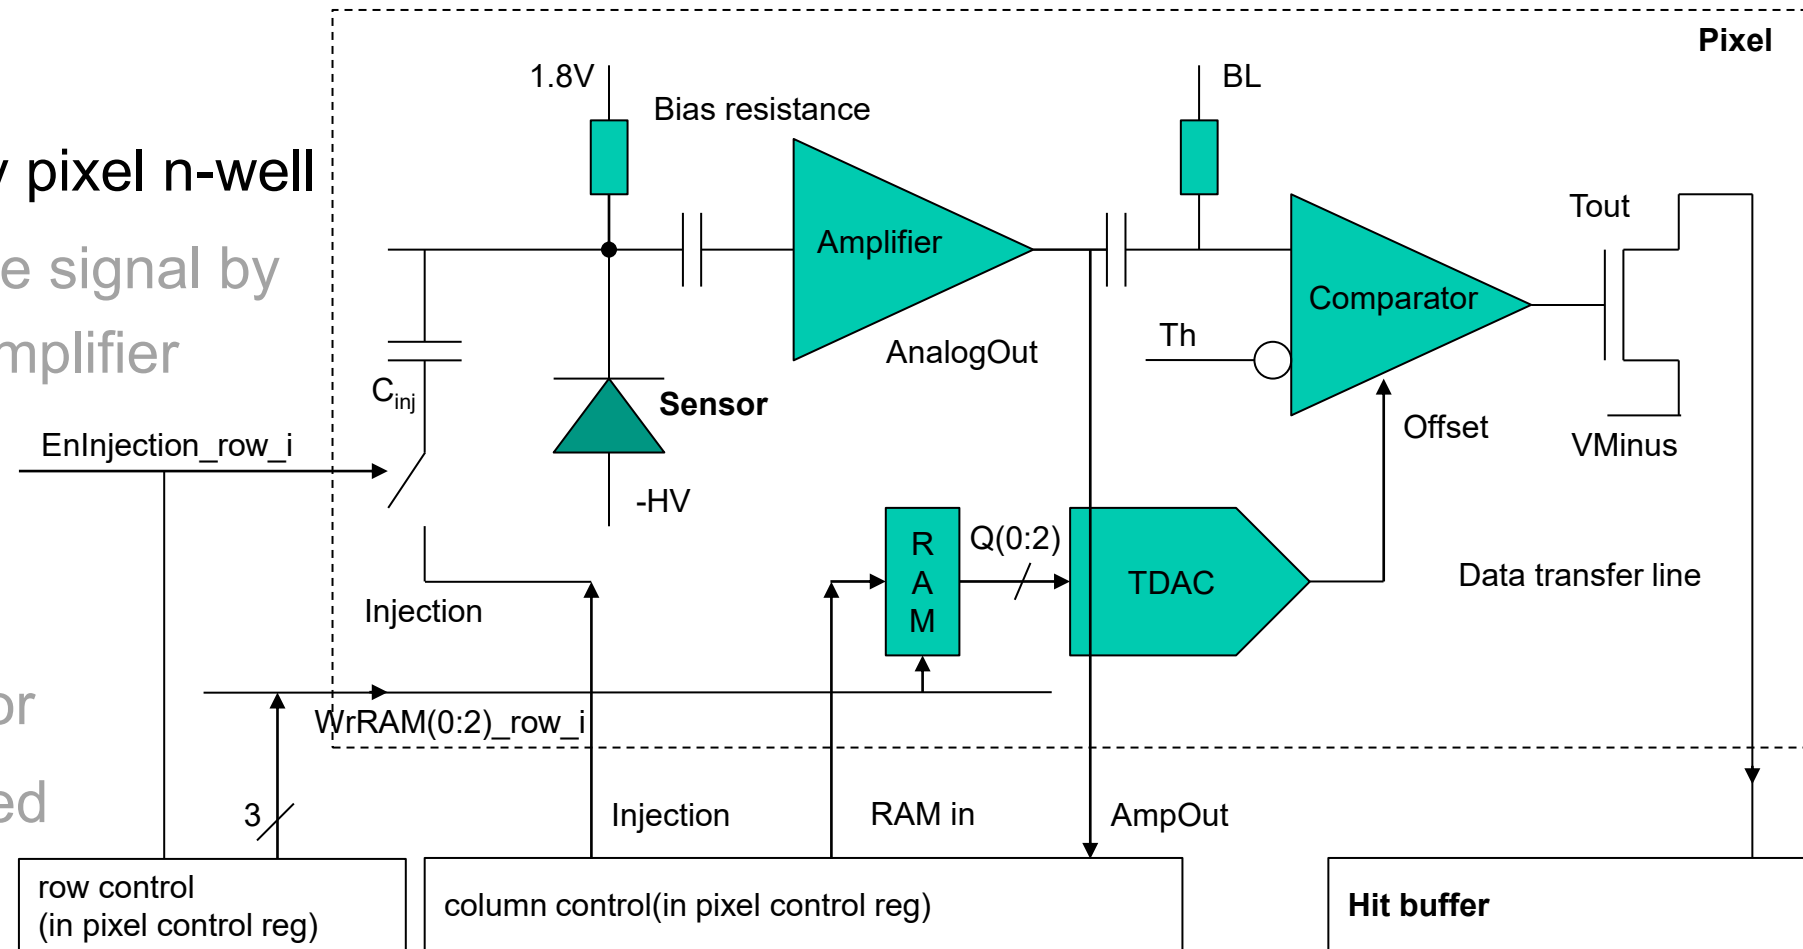 Pixel
1.8V
BL
Bias resistance
pixel n-well
Tout
signal by
Amplifier
Comparator
Th
AnalogOut
mplifier
Cinj
Sensor
Offset
EnInjection_row_i
VMinus
-HV
Q(0:2)
R
A
M
TDAC
Data transfer line
Injection
or
WrRAM(0:2)_row_i
ed
3
Injection
RAM in
AmpOut
row control
(in pixel control reg)
column control(in pixel control reg)
Hit buffer